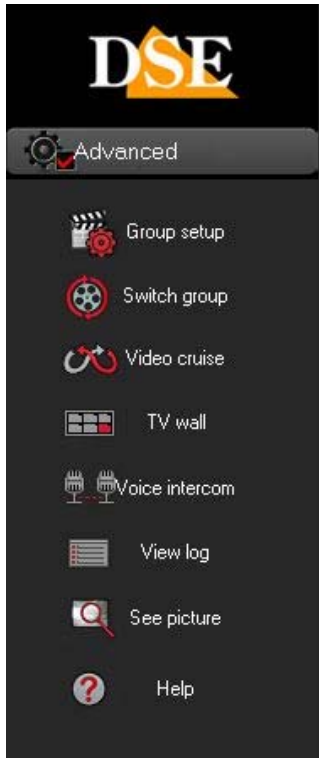 DSE
Advanced
Group setup
Switch group
Video cruise
TV wall
Voice intercom
View log
See picture
Help